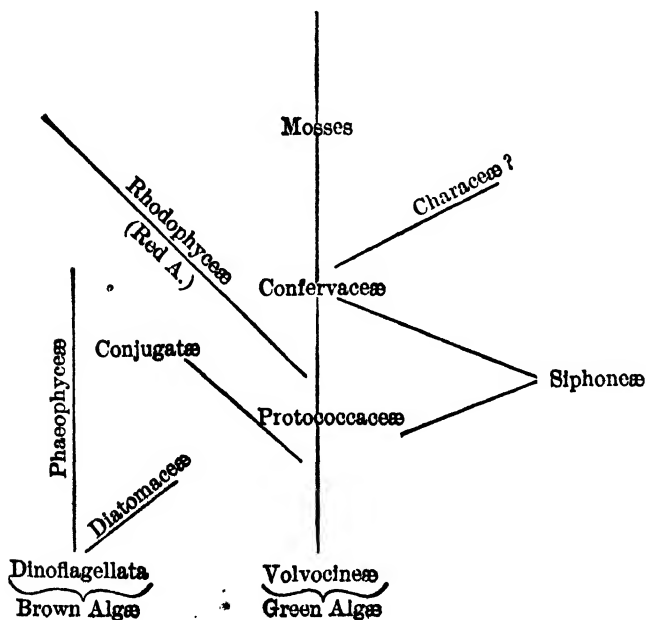 Mosses
Characeæ ?
Rhodophyceæ
(Red A.)
Confervaceæ
Conjugatæ
Siphoneæ
Protococcaceæ
Phaeophyceæ
Diatomaceæ
Dinoflagellata
Volvocineæ
Brown Algæ
Green Algæ